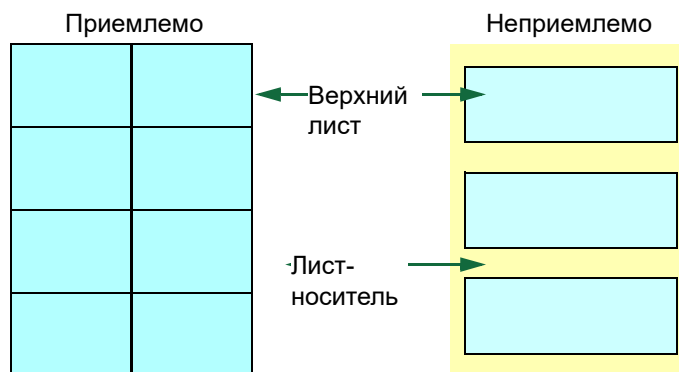 Приемлемо
Неприемлемо
Верхний
лист
Лист-
носитель